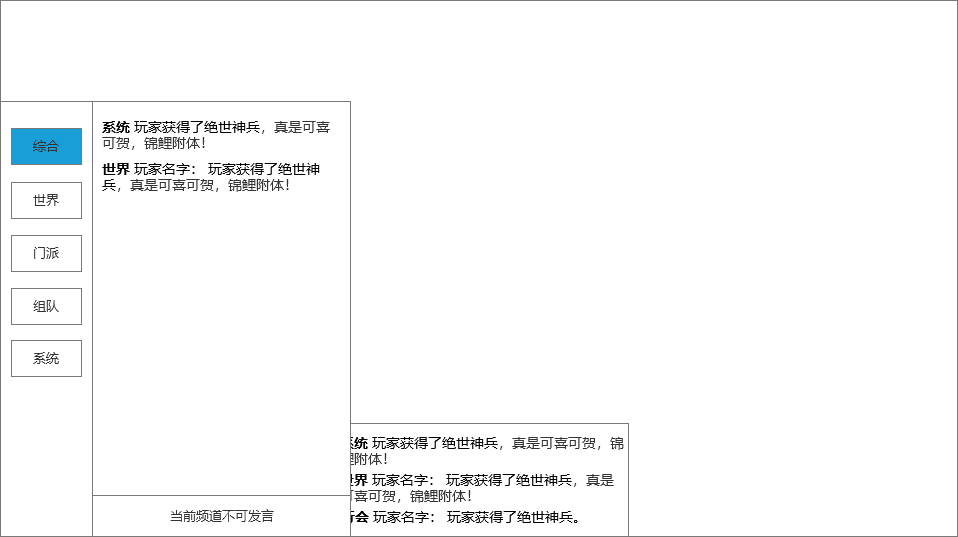 综合
世界
门派
组队
系统
系统 玩家获得了绝世神兵，真是可喜
可贺，锦鲤附体！
世界 玩家名字： 玩家获得了绝世神
兵，真是可喜可贺，锦鲤附体！
当前频道不可发言
统 玩家获得了绝世神兵，真是可喜可贺，锦
附体！
界 玩家名字： 玩家获得了绝世神兵，真是
喜可贺，锦鲤附体！
会 玩家名字： 玩家获得了绝世神兵。